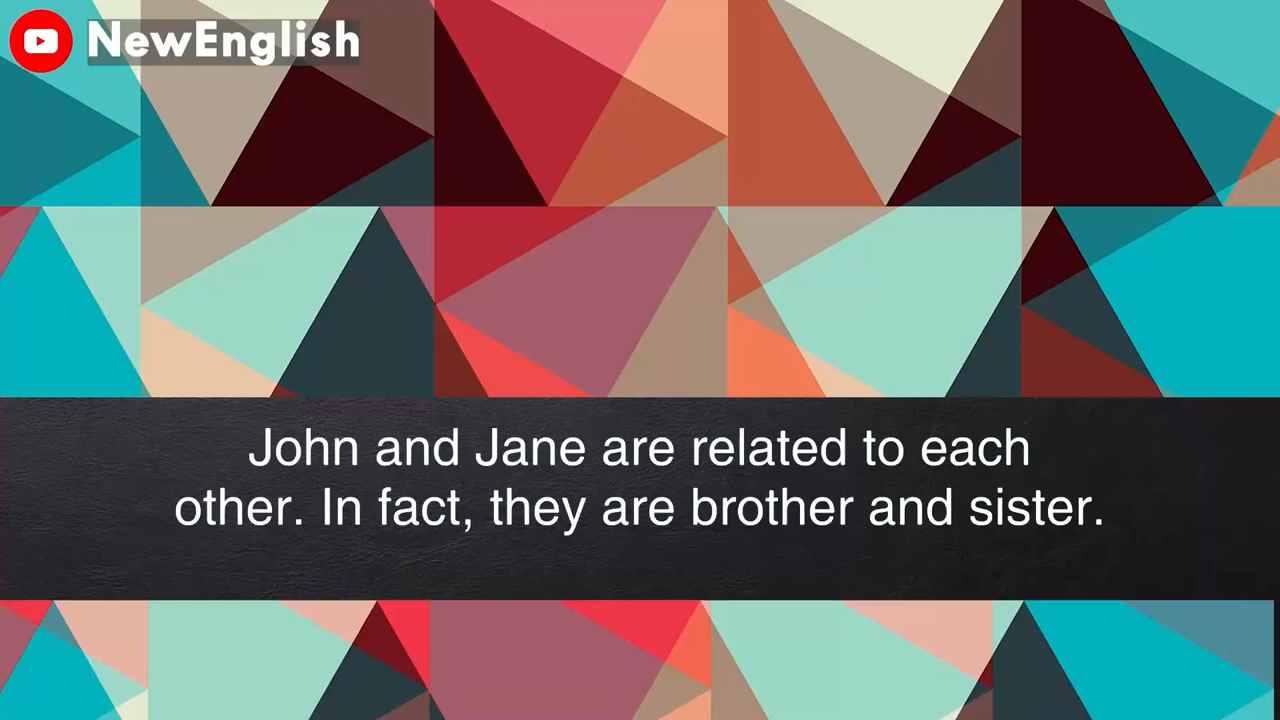 NewEnglish
John and Jane are related to each
other. In fact, they are brother and sister.